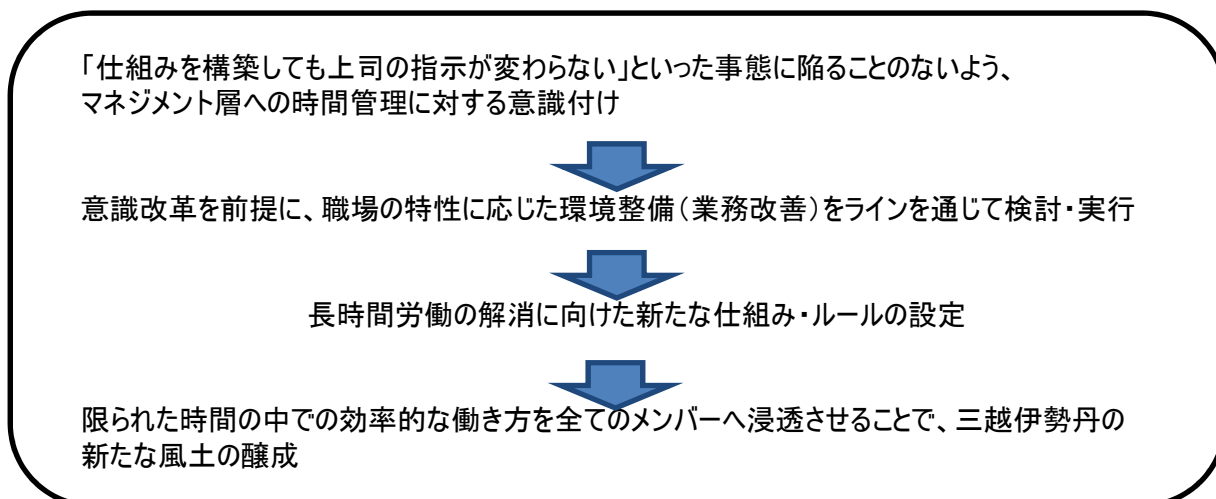 「仕組みを構築しても上司の指示が変わらない」といった事態に陥ることのないよう、
マネジメント層への時間管理に対する意識付け
意識改革を前提に、職場の特性に応じた環境整備(業務改善)をラインを通じて検討・実行
長時間労働の解消に向けた新たな仕組み・ルールの設定
限られた時間の中での効率的な働き方を全てのメンバーへ浸透させることで、三越伊勢丹の
新たな風土の醸成